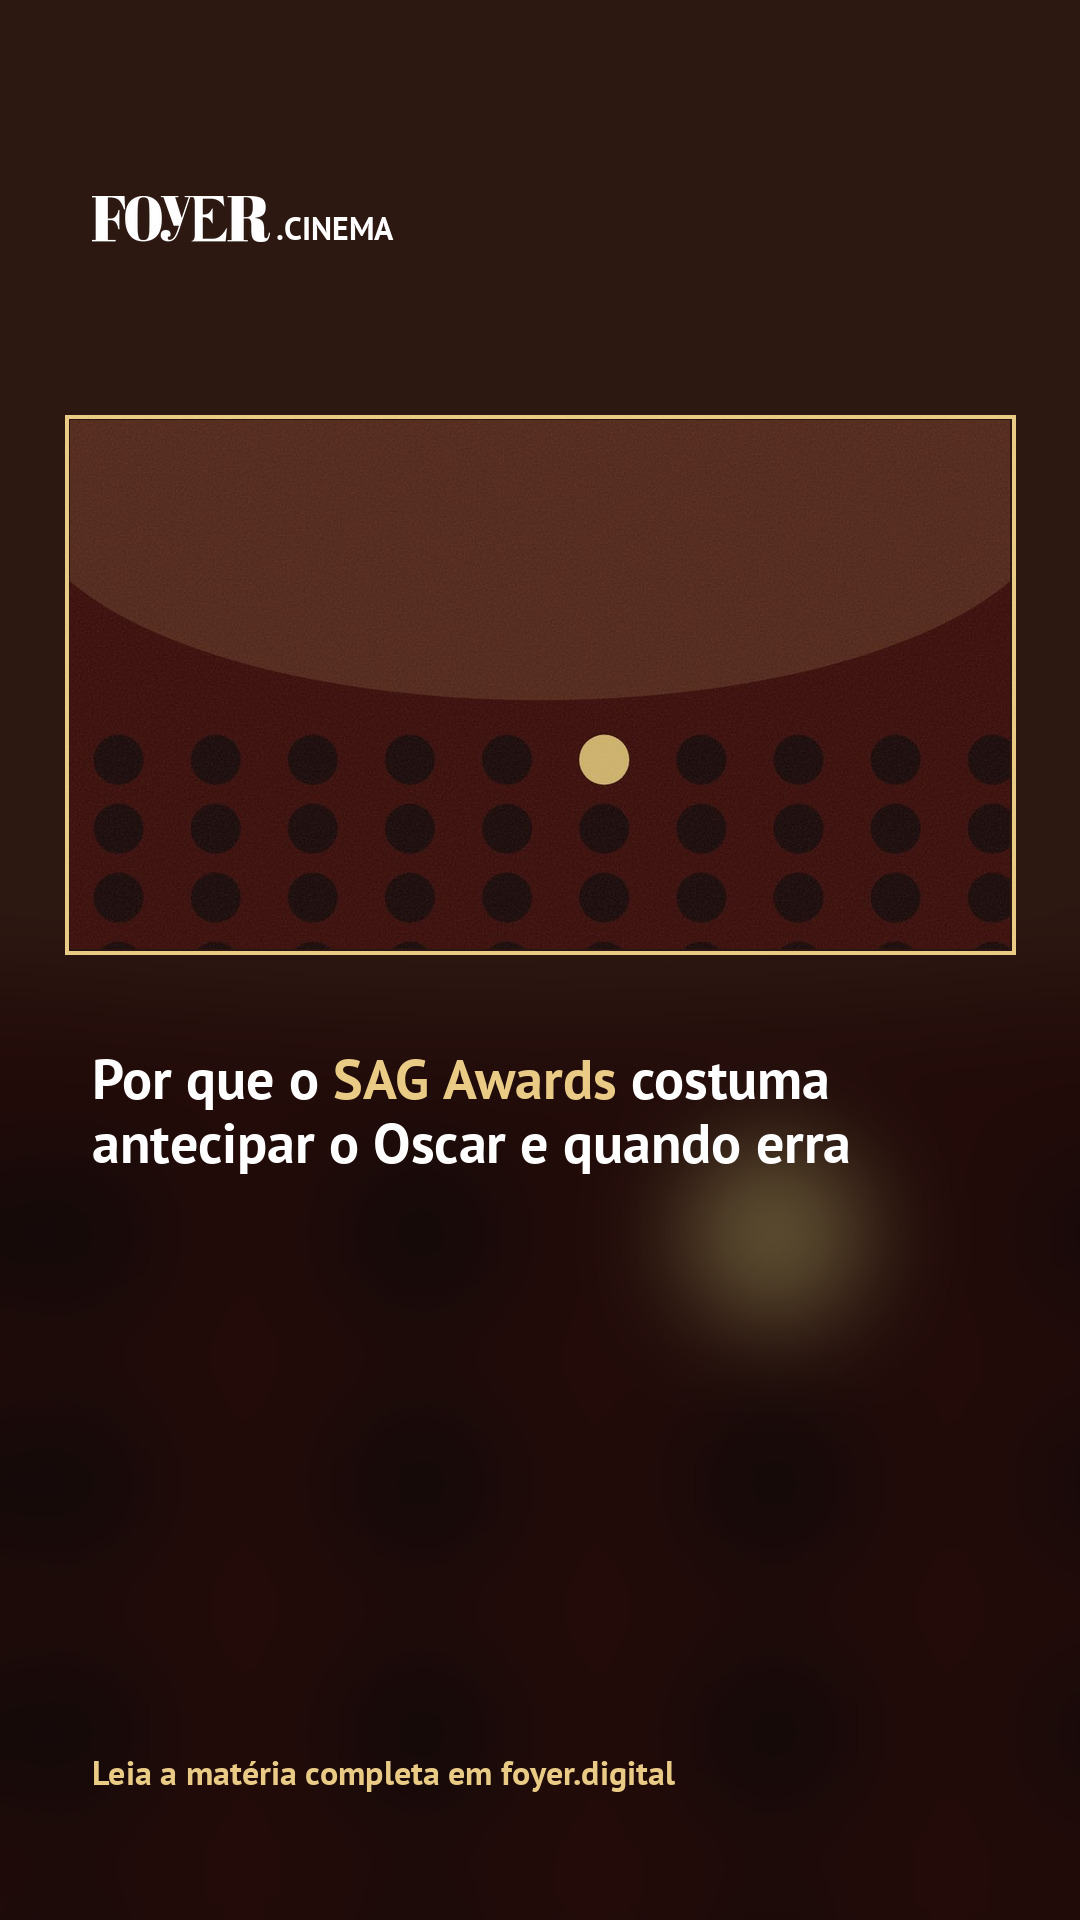 FOYER .CINEMA
Por que o SAG Awards costuma
antecipar o Oscar e quando erra
Leia a matéria completa em foyer.digital